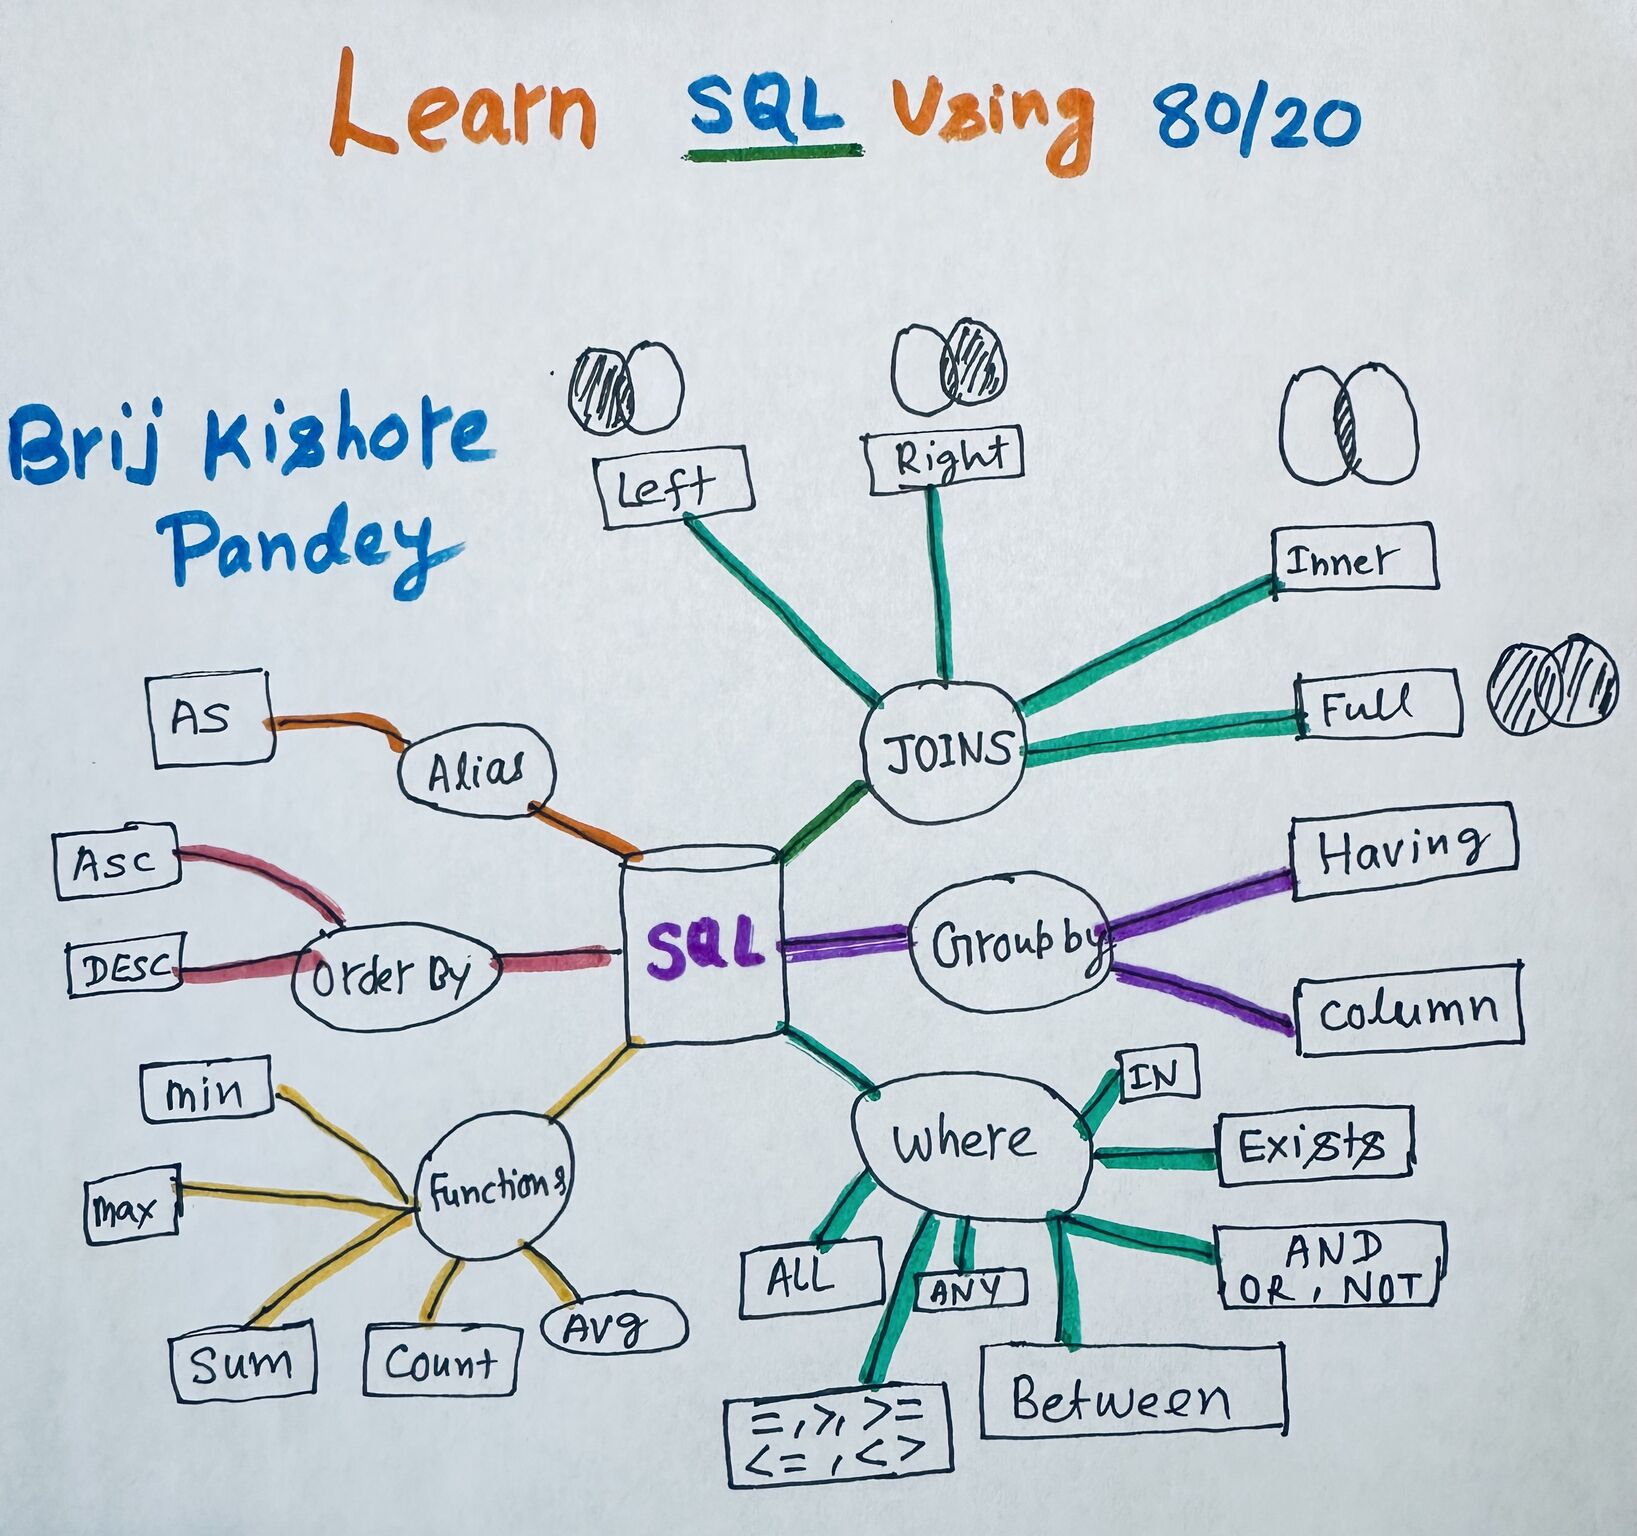 Learn SQL Using 80/20
Brij Kishore
Pandey
Left
Right
Inner
Full
JOINS
AS
Alias
Asc
DESC
Order By
SQL
Group by
Having
column
min
max
Functions
Sum
Count
Avg
Where
IN
Exists
AND
OR, NOT
ALL
ANY
Between
=, >, >=
<=, <>